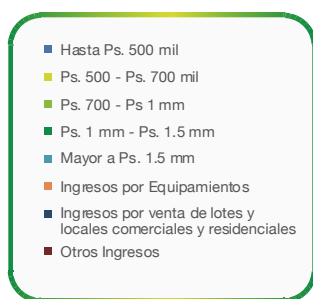 Hasta Ps. 500 mil
Ps. 500 - Ps. 700 mil
Ps. 700 - Ps 1 mm
Ps. 1 mm - Ps. 1.5 mm
Mayor a Ps. 1.5 mm
Ingresos por Equipamientos
Ingresos por venta de lotes y
locales comerciales y residenciales
Otros Ingresos